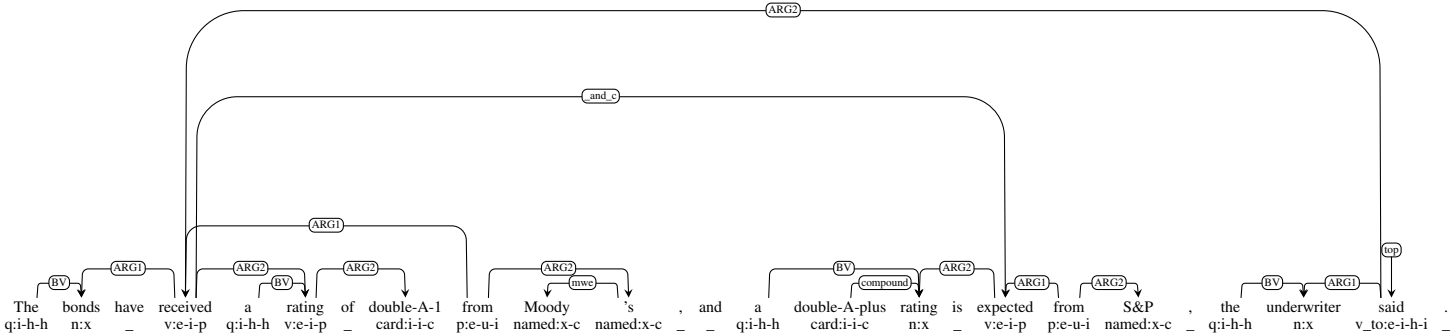 ARG2
_and_c
ARG1
top
BV ARG1 ARG2 BV ARG2 ARG2 mwe BV compound ARG2 ARG1 ARG2 BV ARG1
The bonds have received a rating of double-A-1 from Moody 's , and a double-A-plus rating is expected from S&P , the underwriter said .
q:i-h-h n:x _ v:e-i-p q:i-h-h v:e-i-p _ card:i-i-c p:e-u-i named:x-c named:x-c _ _ q:i-h-h card:i-i-c n:x _ v:e-i-p p:e-u-i named:x-c _ q:i-h-h n:x v_to:e-i-h-i _